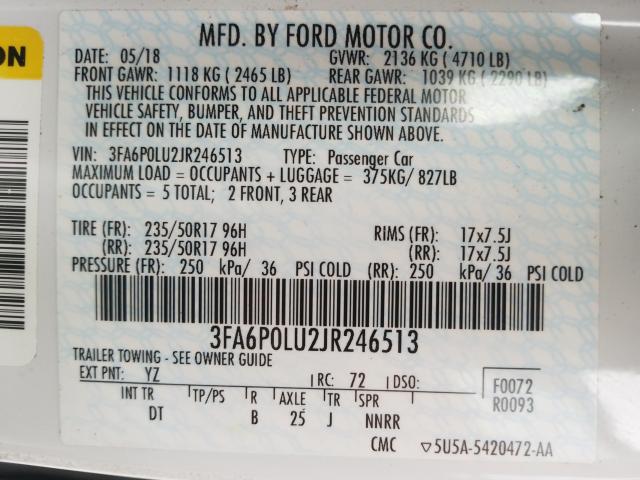 ON
MFD. BY FORD MOTOR CO.
DATE: 05/18 GVWR: 2136 KG ( 4710 LB)
FRONT GAWR: 1118 KG ( 2465 LB) REAR GAWR: 1039 KG ( 2290 LB)
THIS VEHICLE CONFORMS TO ALL APPLICABLE FEDERAL MOTOR
VEHICLE SAFETY, BUMPER, AND THEFT PREVENTION STANDARDS
IN EFFECT ON THE DATE OF MANUFACTURE SHOWN ABOVE.
VIN: 3FA6P0LU2JR246513 TYPE: Passenger Car
MAXIMUM LOAD = OCCUPANTS + LUGGAGE = 375KG/ 827LB
OCCUPANTS = 5 TOTAL; 2 FRONT, 3 REAR
TIRE (FR): 235/50R17 96H RIMS (FR): 17x7.5J
(RR): 235/50R17 96H (RR): 17x7.5J
PRESSURE (FR): 250 kPa/ 36 PSI COLD (RR): 250 kPa/ 36 PSI COLD
3FA6P0LU2JR246513
TRAILER TOWING - SEE OWNER GUIDE
EXT PNT: YZ RC: 72 DSO: F0072
INT TR TP/PS R AXLE TR SPR R0093
DT B 25 J NNRR
CMC ▽5U5A-5420472-AA